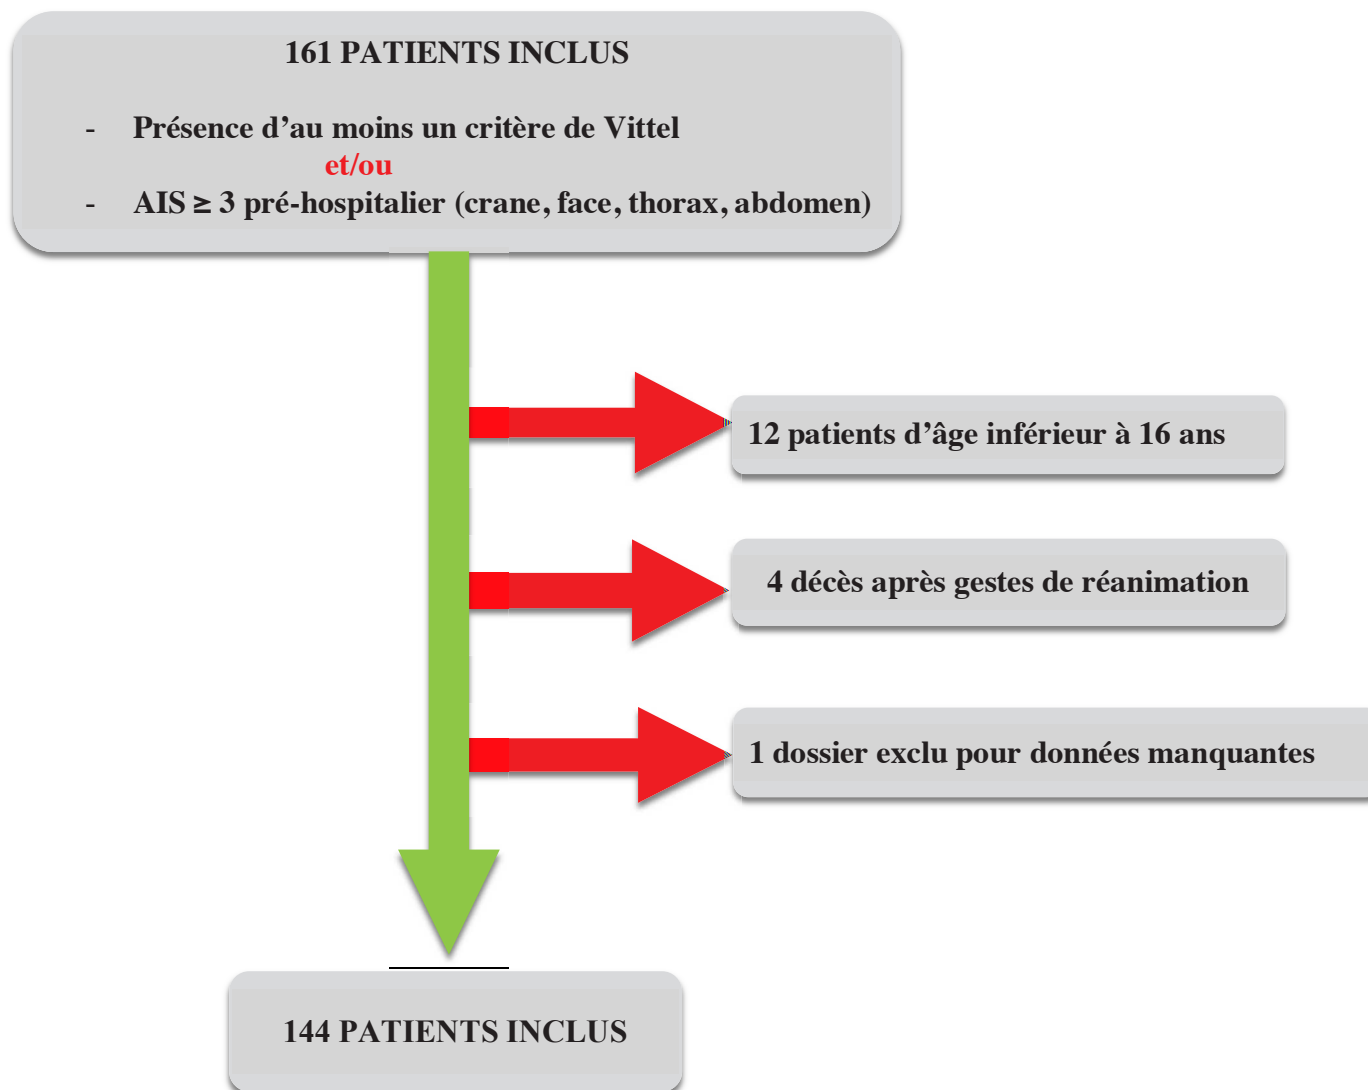 161 PATIENTS INCLUS
- Présence d’au moins un critère de Vittel
et/ou
- AIS ≥ 3 pré-hospitalier (crane, face, thorax, abdomen)
12 patients d’âge inférieur à 16 ans
4 décès après gestes de réanimation
1 dossier exclu pour données manquantes
144 PATIENTS INCLUS